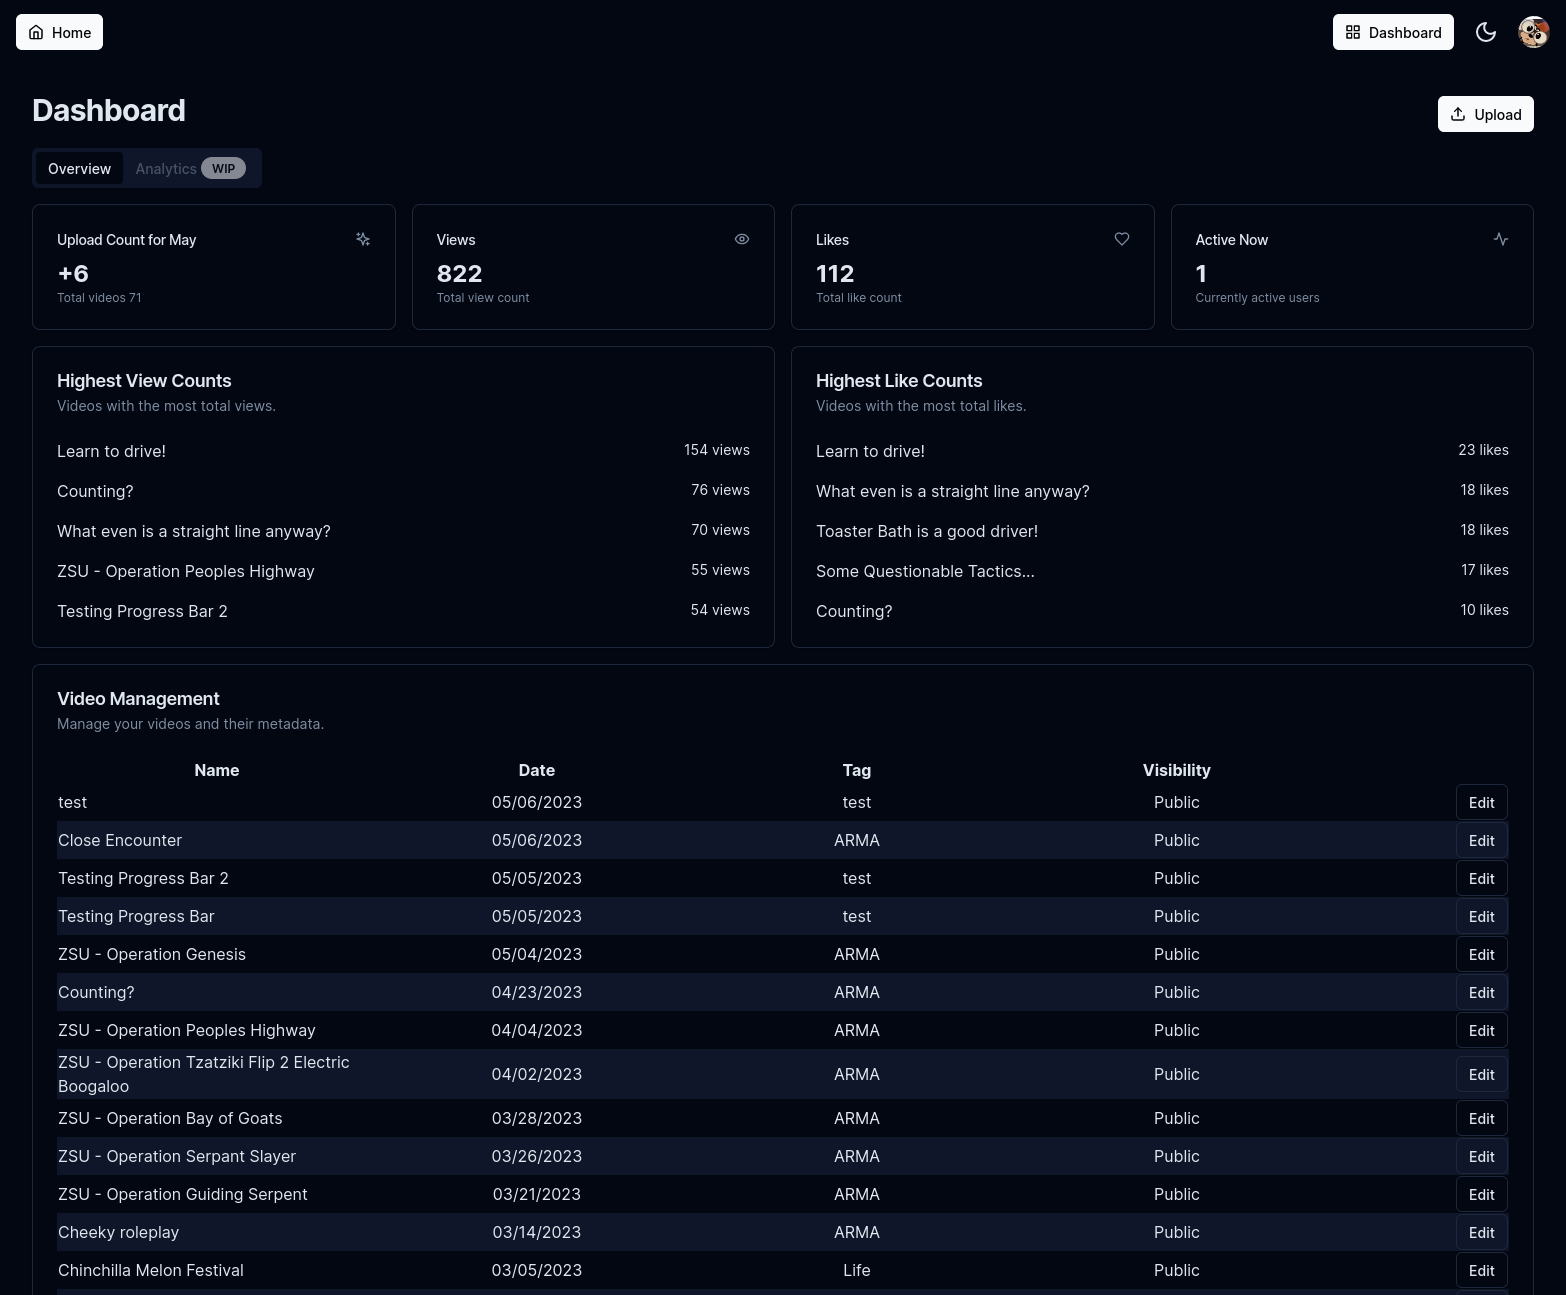 Home
Dashboard
Dashboard
Upload
Overview
Analytics WIP
Upload Count for May
+6
Total videos 71
Views
822
Total view count
Likes
112
Total like count
Active Now
1
Currently active users
Highest View Counts
Videos with the most total views.
Learn to drive! 154 views
Counting? 76 views
What even is a straight line anyway? 70 views
ZSU - Operation Peoples Highway 55 views
Testing Progress Bar 2 54 views
Highest Like Counts
Videos with the most total likes.
Learn to drive! 23 likes
What even is a straight line anyway? 18 likes
Toaster Bath is a good driver! 18 likes
Some Questionable Tactics... 17 likes
Counting? 10 likes
Video Management
Manage your videos and their metadata.
Name Date Tag Visibility
test 05/06/2023 test Public Edit
Close Encounter 05/06/2023 ARMA Public Edit
Testing Progress Bar 2 05/05/2023 test Public Edit
Testing Progress Bar 05/05/2023 test Public Edit
ZSU - Operation Genesis 05/04/2023 ARMA Public Edit
Counting? 04/23/2023 ARMA Public Edit
ZSU - Operation Peoples Highway 04/04/2023 ARMA Public Edit
ZSU - Operation Tzatziki Flip 2 Electric
Boogaloo 04/02/2023 ARMA Public Edit
ZSU - Operation Bay of Goats 03/28/2023 ARMA Public Edit
ZSU - Operation Serpant Slayer 03/26/2023 ARMA Public Edit
ZSU - Operation Guiding Serpent 03/21/2023 ARMA Public Edit
Cheeky roleplay 03/14/2023 ARMA Public Edit
Chinchilla Melon Festival 03/05/2023 Life Public Edit